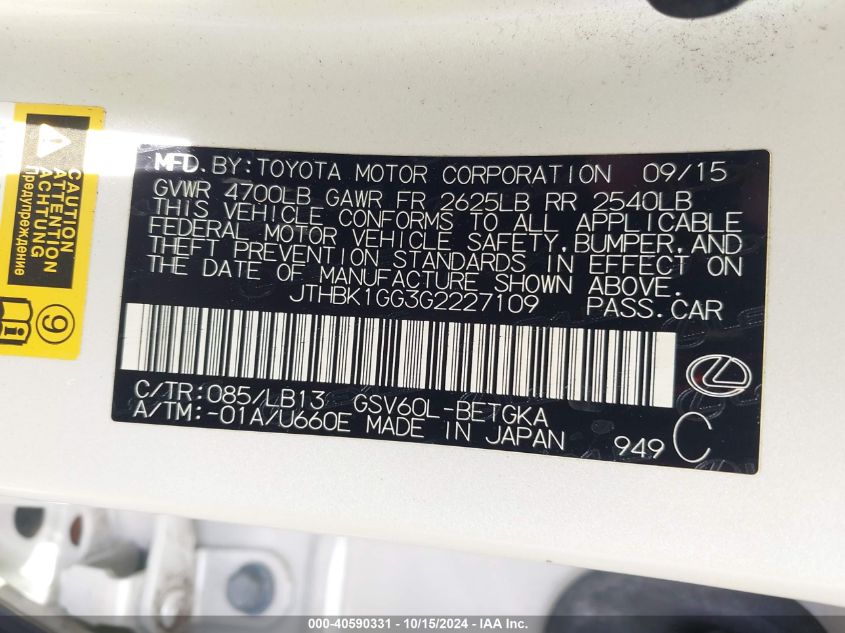 MFD. BY: TOYOTA MOTOR CORPORATION 09/15
GVWR 4700LB GAWR FR 2625LB RR 2540LB
THIS VEHICLE CONFORMS TO ALL APPLICABLE
FEDERAL MOTOR VEHICLE SAFETY, BUMPER, AND
THEFT PREVENTION STANDARDS IN EFFECT ON
THE DATE OF MANUFACTURE SHOWN ABOVE.
JTHBK1GG3G2227109 PASS.CAR
C/TR: 085/LB13 GSV60L-BETGKA
A/TM: -01A/U660E MADE IN JAPAN 949 C
CAUTION
ATTENTION
ACHTUNG
Предупреждение
9
000-40590331 - 10/15/2024 - IAA Inc.